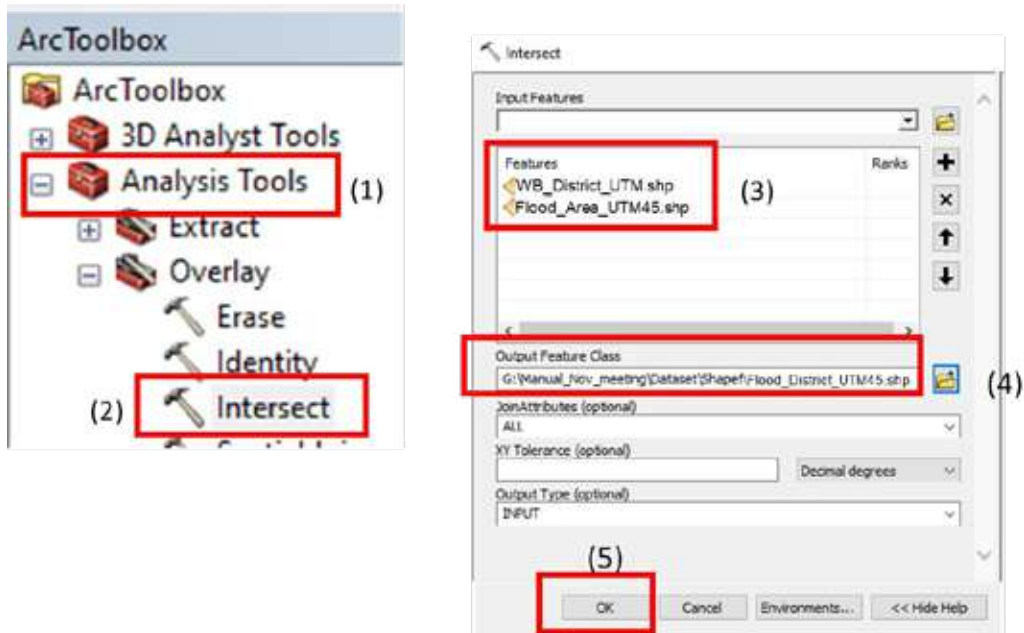 ArcToolbox
ArcToolbox
3D Analyst Tools
Analysis Tools
(1)
Extract
Overlay
Erase
Identity
(2)
Intersect
Intersect
Input Features
Features Ranks
WB_District_UTM.shp
(3)
Flood_Area_UTM45.shp
Output Feature Class
G:\Manual_Nov_meeting\Dataset\Shapef\Flood_District_UTM45.shp
(4)
JoinAttributes (optional)
ALL
XY Tolerance (optional)
Decimal degrees
Output Type (optional)
INPUT
(5)
OK Cancel Environments... << Hide Help